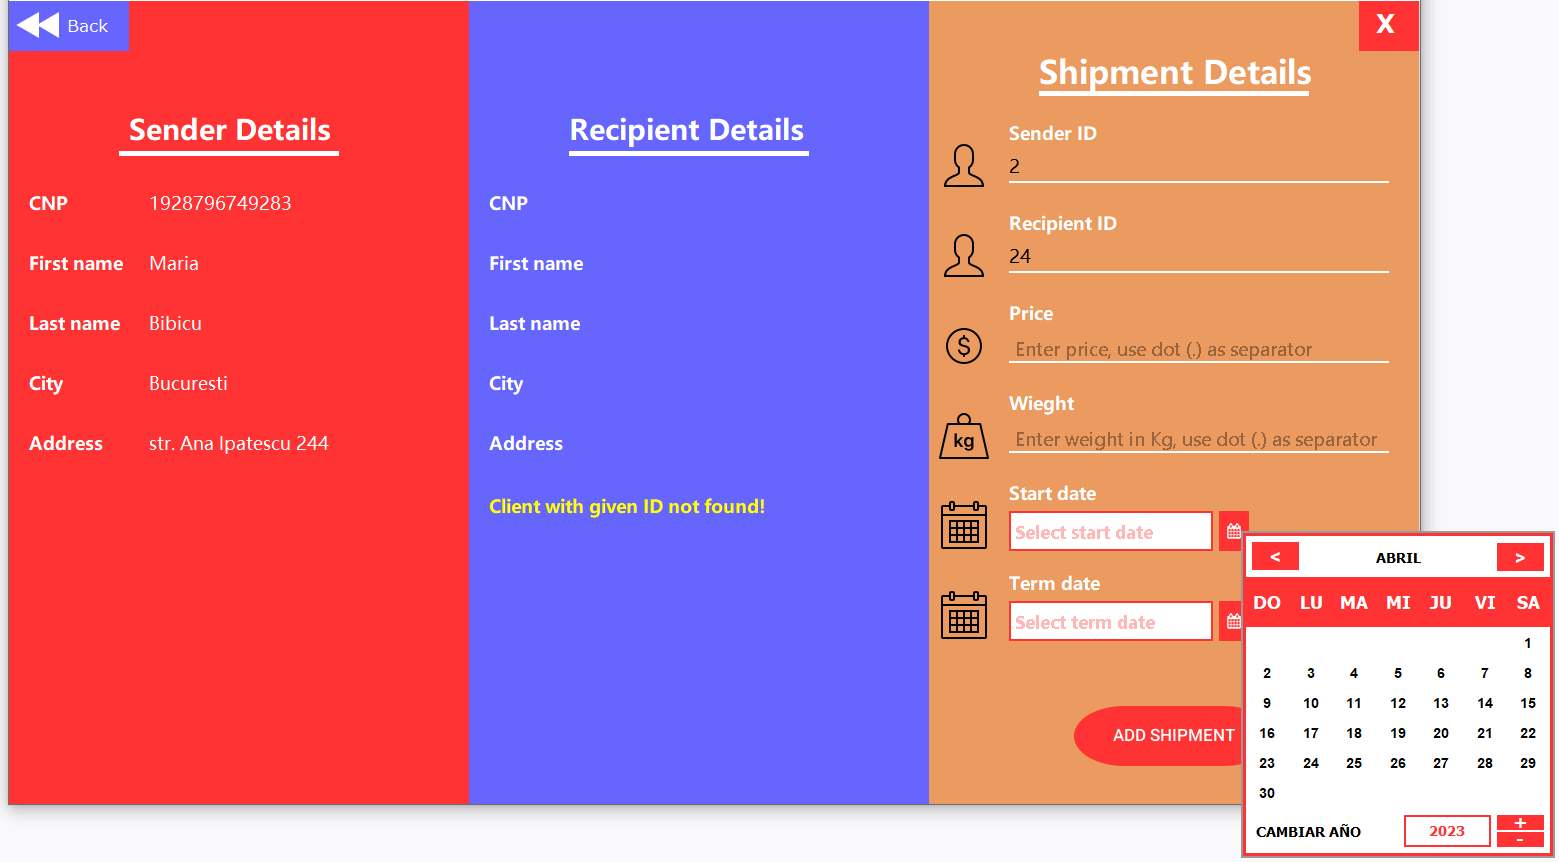 Back
Sender Details
CNP 1928796749283
First name Maria
Last name Bibicu
City Bucuresti
Address str. Ana Ipatescu 244
Recipient Details
CNP
First name
Last name
City
Address
Client with given ID not found!
X
Shipment Details
Sender ID
2
Recipient ID
24
Price
$
Enter price, use dot (.) as separator
Wieght
kg
Enter weight in Kg, use dot (.) as separator
Start date
Select start date
Term date
Select term date
ADD SHIPMENT
< ABRIL >
DO LU MA MI JU VI SA
1
2 3 4 5 6 7 8
9 10 11 12 13 14 15
16 17 18 19 20 21 22
23 24 25 26 27 28 29
30
CAMBIAR AÑO 2023 + -